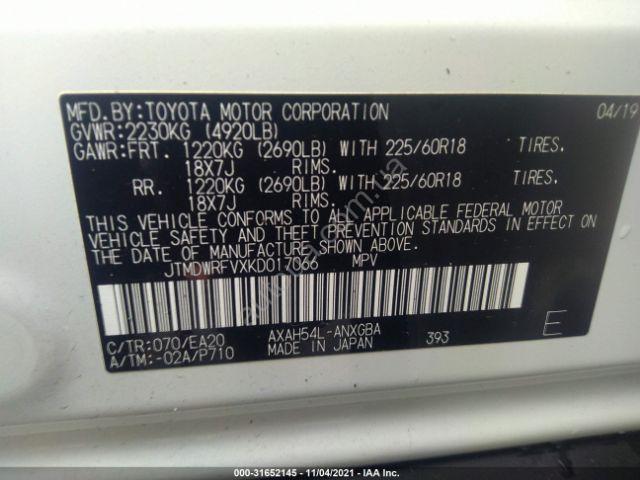 MFD.BY:TOYOTA MOTOR CORPORATION 04/19
GVWR:2230KG (4920LB)
GAWR:FRT. 1220KG (2690LB) WITH 225/60R18 TIRES.
18X7J RIMS.
RR. 1220KG (2690LB) WITH 225/60R18 TIRES.
18X7J RIMS.
THIS VEHICLE CONFORMS TO ALL APPLICABLE FEDERAL MOTOR
VEHICLE SAFETY AND THEFT PREVENTION STANDARDS IN EFFECT ON
THE DATE OF MANUFACTURE SHOWN ABOVE.
JTMDWRFVXKD017066 MPV
C/TR:070/EA20 AXAH54L-ANXGBA 393 E
A/TM:-02A/P710 MADE IN JAPAN
000-31652145 - 11/04/2021 - IAA Inc.